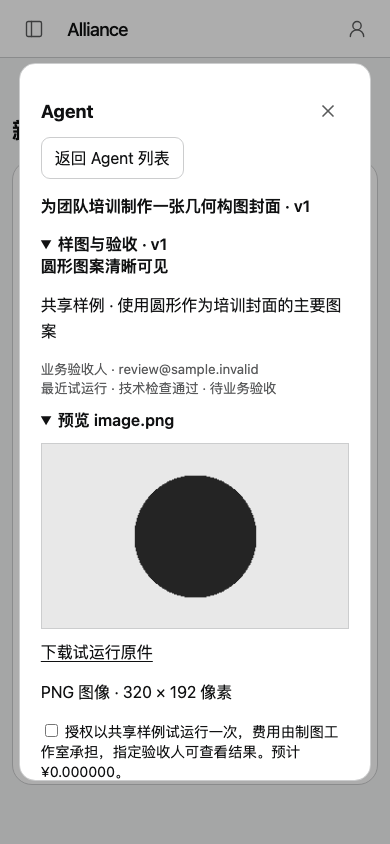 Alliance
Agent
返回 Agent 列表
为团队培训制作一张几何构图封面 · v1
▼ 样图与验收 · v1
圆形图案清晰可见
共享样例 · 使用圆形作为培训封面的主要图
案
业务验收人 · review@sample.invalid
最近试运行 · 技术检查通过 · 待业务验收
▼ 预览 image.png
下载试运行原件
PNG 图像 · 320 × 192 像素
授权以共享样例试运行一次，费用由制图工
作室承担，指定验收人可查看结果。预计
¥0.000000。